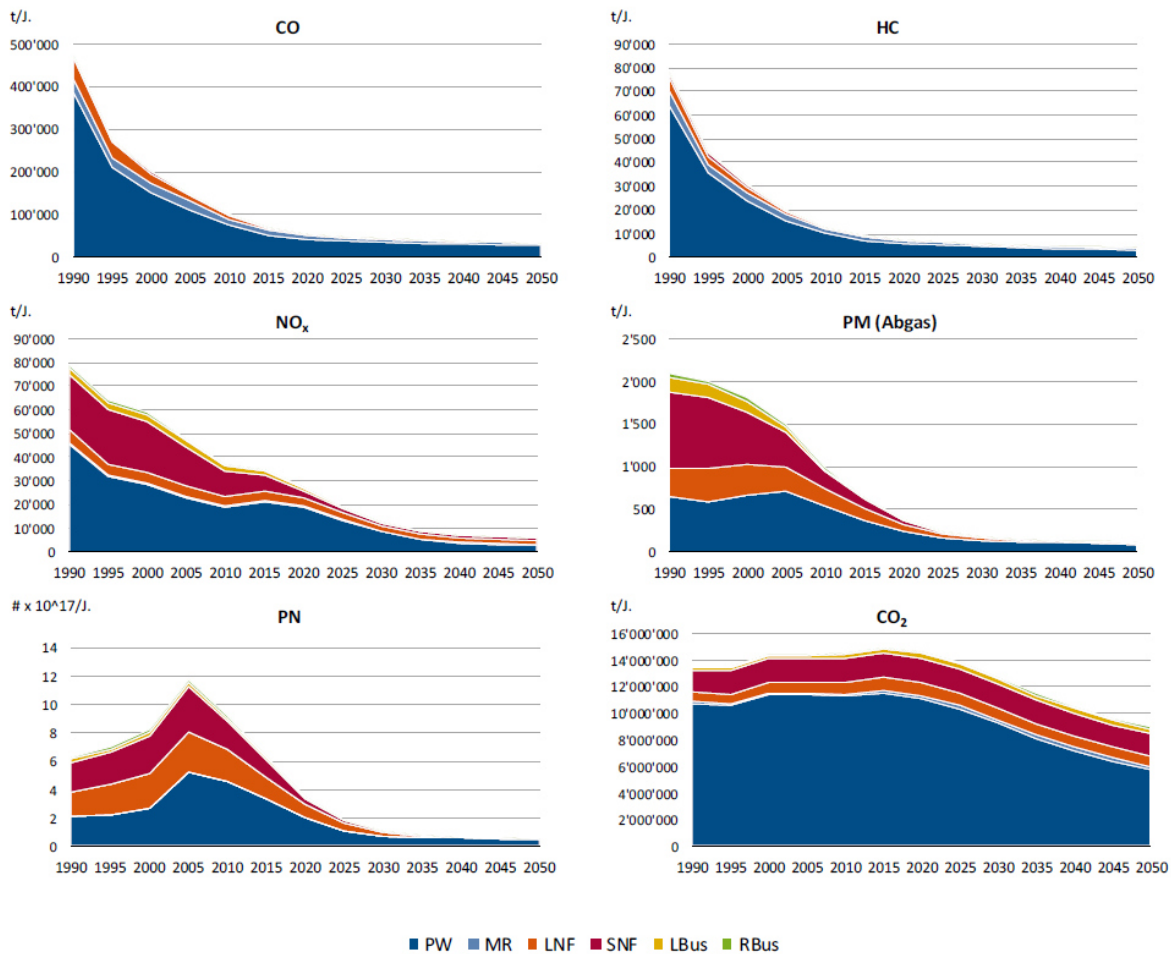 t/J.
CO
500'000
400'000
300'000
200'000
100'000
0
1990 1995 2000 2005 2010 2015 2020 2025 2030 2035 2040 2045 2050
t/J.
HC
90'000
80'000
70'000
60'000
50'000
40'000
30'000
20'000
10'000
0
1990 1995 2000 2005 2010 2015 2020 2025 2030 2035 2040 2045 2050
t/J.
NOx
90'000
80'000
70'000
60'000
50'000
40'000
30'000
20'000
10'000
0
1990 1995 2000 2005 2010 2015 2020 2025 2030 2035 2040 2045 2050
t/J.
PM (Abgas)
2'500
2'000
1'500
1'000
500
0
1990 1995 2000 2005 2010 2015 2020 2025 2030 2035 2040 2045 2050
# x 10^17/J.
PN
14
12
10
8
6
4
2
0
1990 1995 2000 2005 2010 2015 2020 2025 2030 2035 2040 2045 2050
t/J.
CO2
16'000'000
14'000'000
12'000'000
10'000'000
8'000'000
6'000'000
4'000'000
2'000'000
0
1990 1995 2000 2005 2010 2015 2020 2025 2030 2035 2040 2045 2050
PW MR LNF SNF LBus RBus